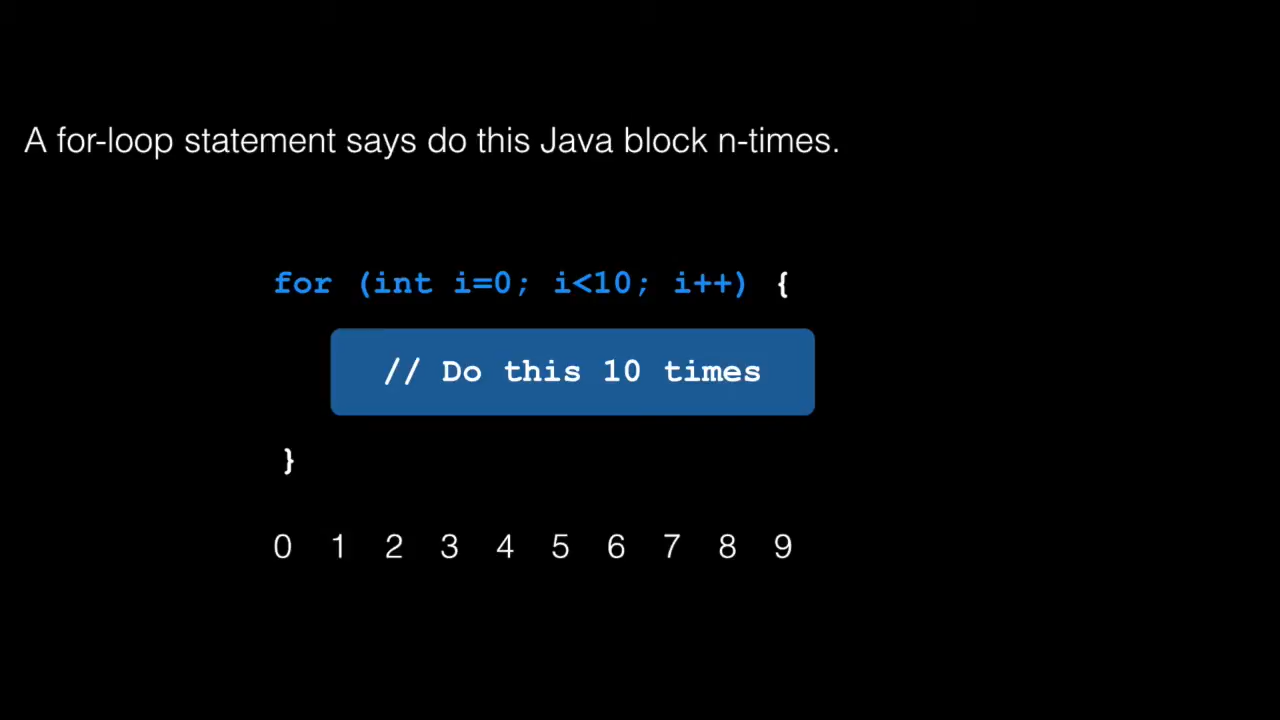 A for-loop statement says do this Java block n-times.
for (int i=0; i<10; i++) {
// Do this 10 times
}
0 1 2 3 4 5 6 7 8 9